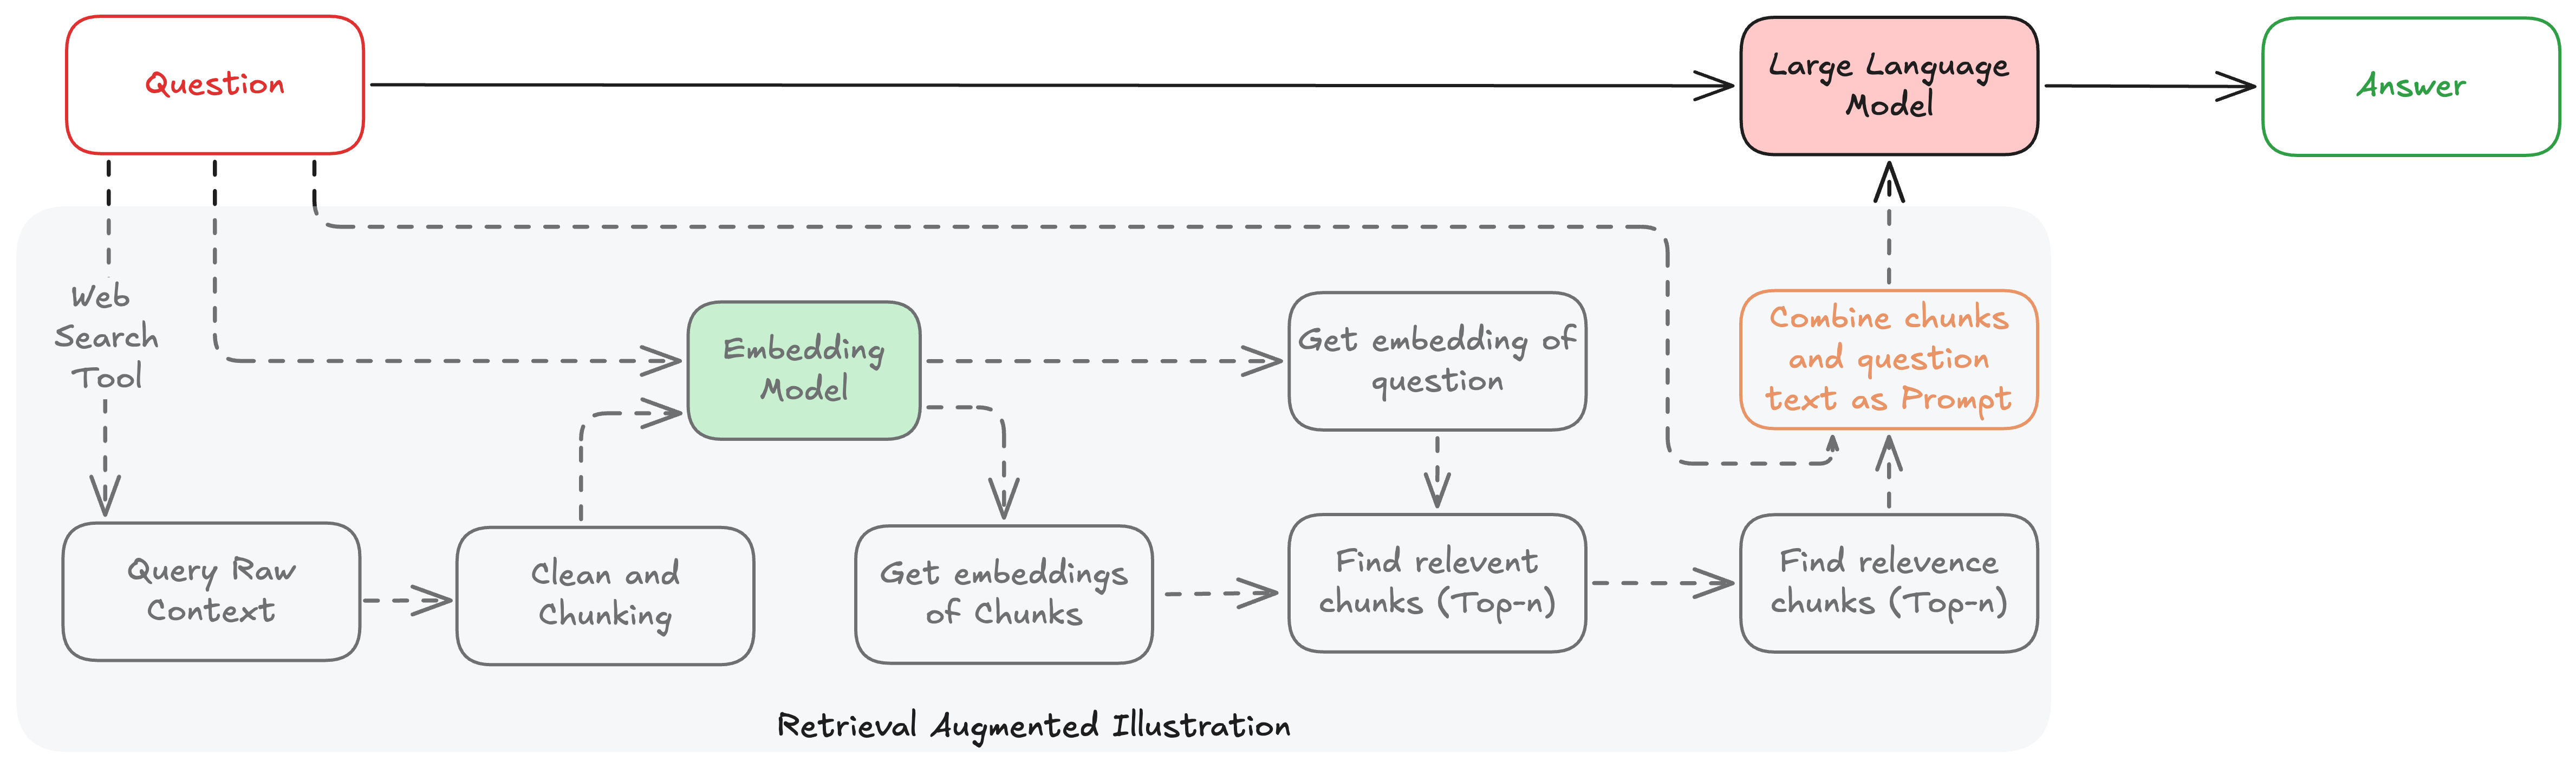 Question
Large Language
Model
Answer
Web
Search
Tool
Embedding
Model
Get embedding of
question
Combine chunks
and question
text as Prompt
Query Raw
Context
Clean and
Chunking
Get embeddings
of Chunks
Find relevent
chunks (Top-n)
Find relevence
chunks (Top-n)
Retrieval Augmented Illustration